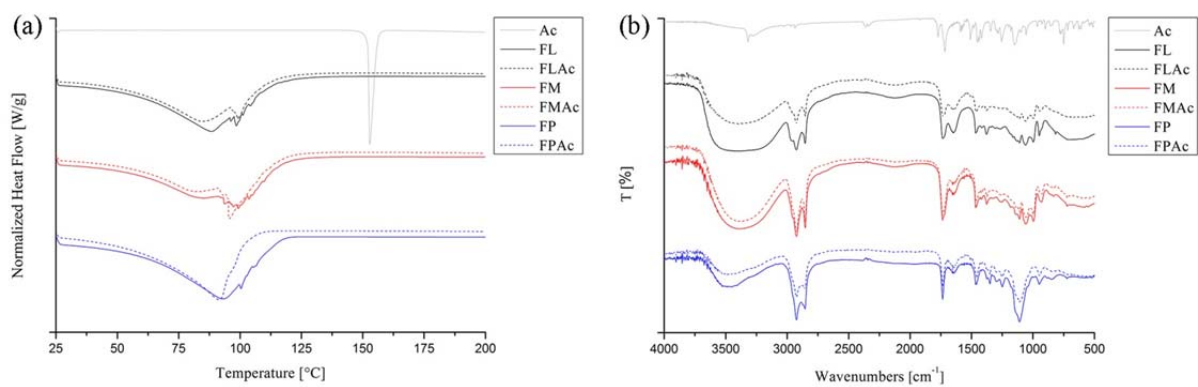 (a)
Normalized Heat Flow [W/g]
Ac
FL
FLAc
FM
FMAc
FP
FPAc
25 50 75 100 125 150 175 200
Temperature [°C]
(b)
T [%]
Ac
FL
FLAc
FM
FMAc
FP
FPAc
4000 3500 3000 2500 2000 1500 1000 500
Wavenumbers [cm⁻¹]